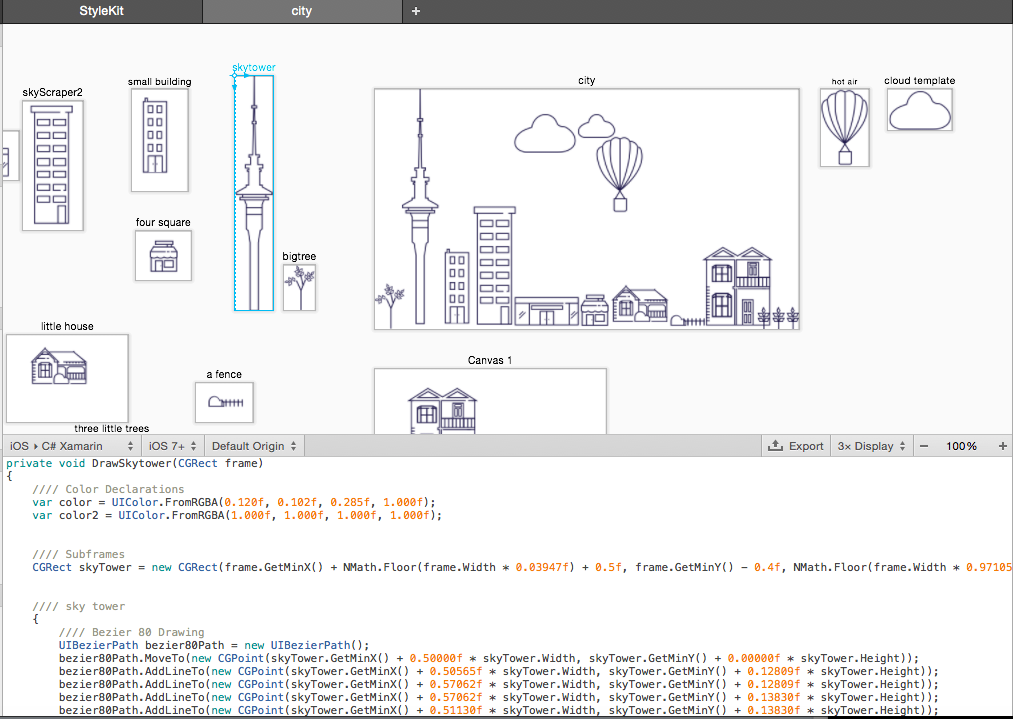 StyleKit
city
+
skytower
small building
city
hot air
cloud template
skyScraper2
four square
bigtree
little house
Canvas 1
a fence
three little trees
iOS ▸ C# Xamarin
iOS 7+
Default Origin
Export
3× Display
− 100% +
private void DrawSkytower(CGRect frame)
{
//// Color Declarations
var color = UIColor.FromRGBA(0.120f, 0.102f, 0.285f, 1.000f);
var color2 = UIColor.FromRGBA(1.000f, 1.000f, 1.000f, 1.000f);
//// Subframes
CGRect skyTower = new CGRect(frame.GetMinX() + NMath.Floor(frame.Width * 0.03947f) + 0.5f, frame.GetMinY() - 0.4f, NMath.Floor(frame.Width * 0.97105
//// sky tower
{
//// Bezier 80 Drawing
UIBezierPath bezier80Path = new UIBezierPath();
bezier80Path.MoveTo(new CGPoint(skyTower.GetMinX() + 0.50000f * skyTower.Width, skyTower.GetMinY() + 0.00000f * skyTower.Height));
bezier80Path.AddLineTo(new CGPoint(skyTower.GetMinX() + 0.50565f * skyTower.Width, skyTower.GetMinY() + 0.12809f * skyTower.Height));
bezier80Path.AddLineTo(new CGPoint(skyTower.GetMinX() + 0.57062f * skyTower.Width, skyTower.GetMinY() + 0.12809f * skyTower.Height));
bezier80Path.AddLineTo(new CGPoint(skyTower.GetMinX() + 0.57062f * skyTower.Width, skyTower.GetMinY() + 0.13830f * skyTower.Height));
bezier80Path.AddLineTo(new CGPoint(skyTower.GetMinX() + 0.51130f * skyTower.Width, skyTower.GetMinY() + 0.13830f * skyTower.Height));